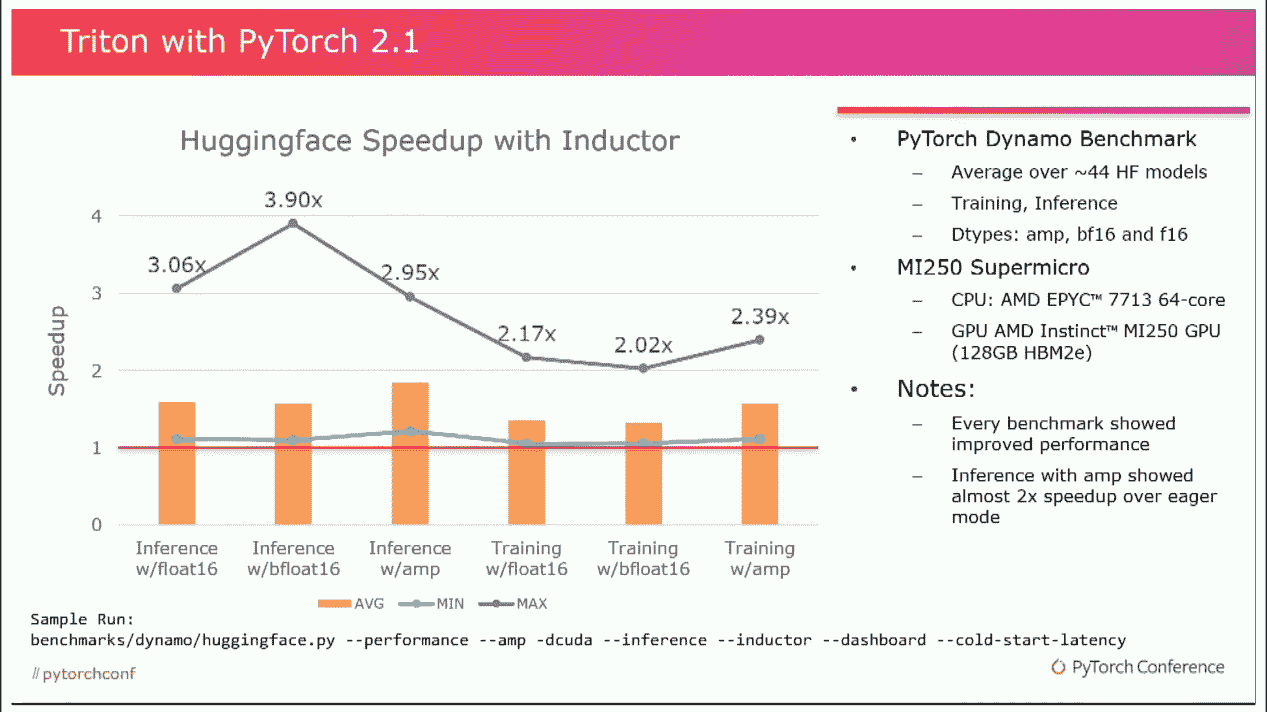 Triton with PyTorch 2.1
Huggingface Speedup with Inductor
Speedup
4
3
2
1
0
3.06x
3.90x
2.95x
2.17x
2.02x
2.39x
Inference w/float16
Inference w/bfloat16
Inference w/amp
Training w/float16
Training w/bfloat16
Training w/amp
AVG MIN MAX
• PyTorch Dynamo Benchmark
– Average over ~44 HF models
– Training, Inference
– Dtypes: amp, bf16 and f16
• MI250 Supermicro
– CPU: AMD EPYC™ 7713 64-core
– GPU AMD Instinct™ MI250 GPU
(128GB HBM2e)
• Notes:
– Every benchmark showed
improved performance
– Inference with amp showed
almost 2x speedup over eager
mode
Sample Run:
benchmarks/dynamo/huggingface.py --performance --amp -dcuda --inference --inductor --dashboard --cold-start-latency
// pytorchconf
PyTorch Conference